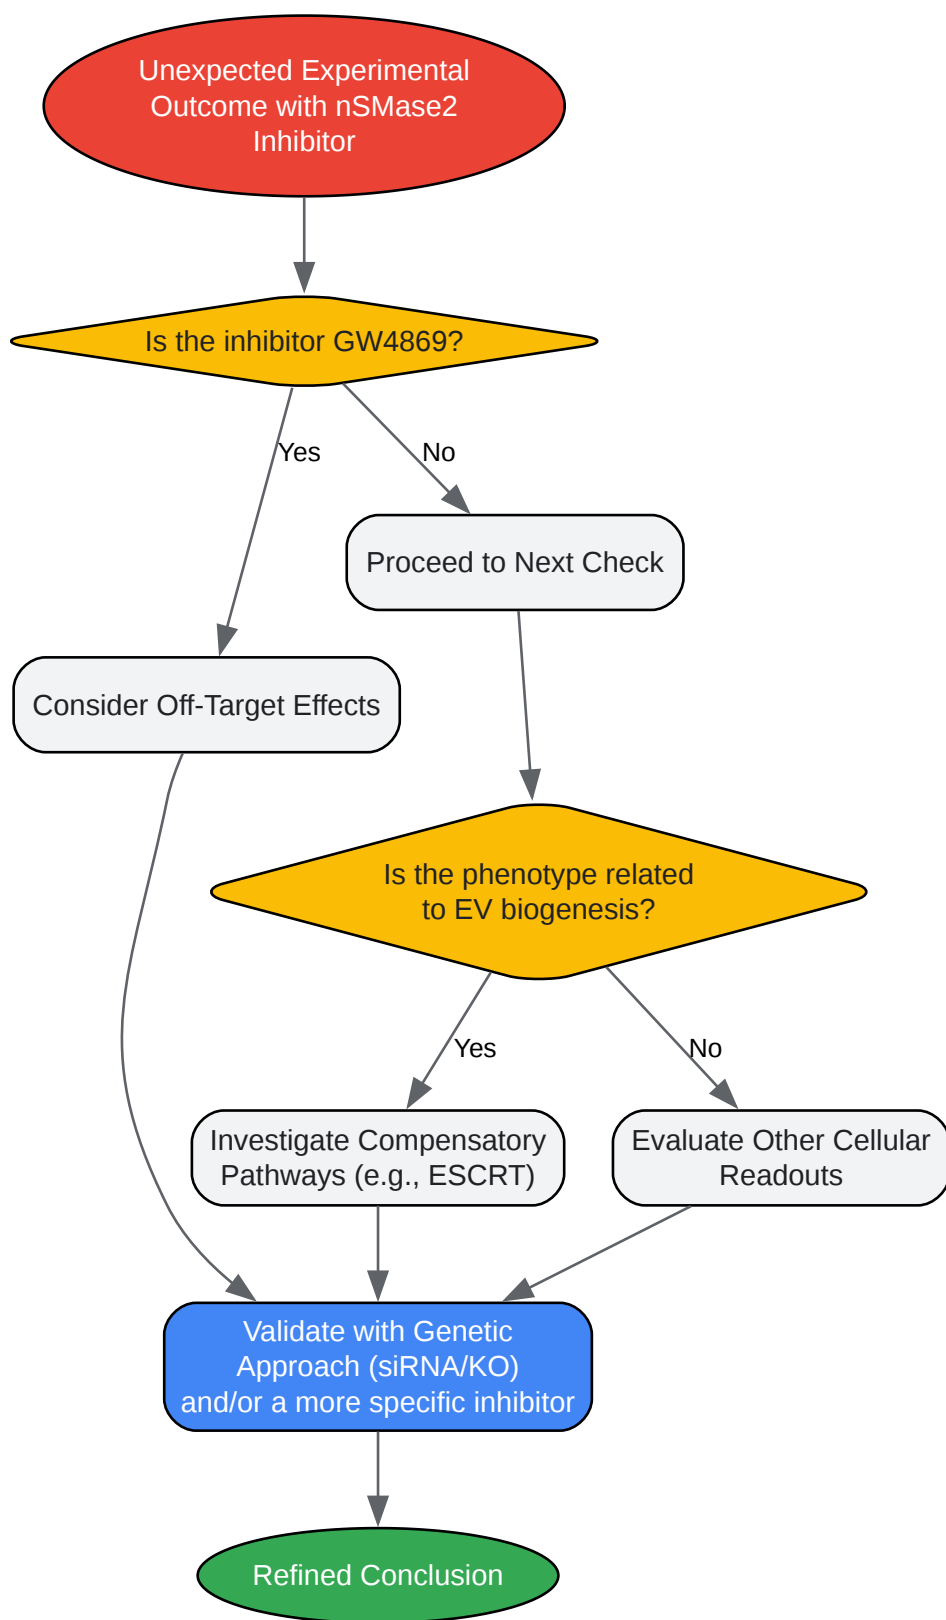 Unexpected Experimental
Outcome with nSMase2
Inhibitor
Is the inhibitor GW4869?
Yes
No
Proceed to Next Check
Consider Off-Target Effects
Is the phenotype related
to EV biogenesis?
Yes
No
Investigate Compensatory
Pathways (e.g., ESCRT)
Evaluate Other Cellular
Readouts
Validate with Genetic
Approach (siRNA/KO)
and/or a more specific inhibitor
Refined Conclusion